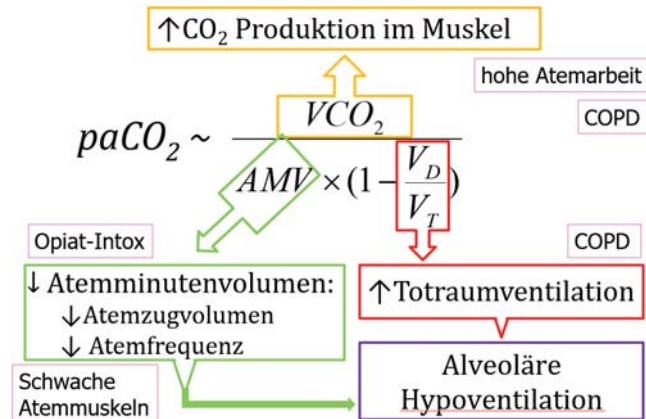 ↑CO₂ Produktion im Muskel
hohe Atemarbeit
COPD
paCO₂ ~ VCO₂
AMV × (1− V_D
V_T )
Opiat-Intox
COPD
↓ Atemminutenvolumen:
↓Atemzugvolumen
↓ Atemfrequenz
↑Totraumventilation
Schwache
Atemmuskeln
Alveoläre
Hypoventilation